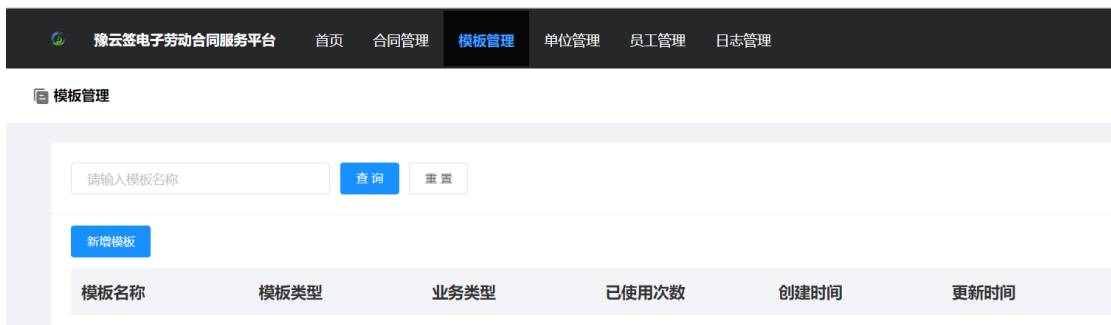 豫云签电子劳动合同服务平台 首页 合同管理 模板管理 单位管理 员工管理 日志管理
模板管理
请输入模板名称 查询 重置
新增模板
模板名称 模板类型 业务类型 已使用次数 创建时间 更新时间